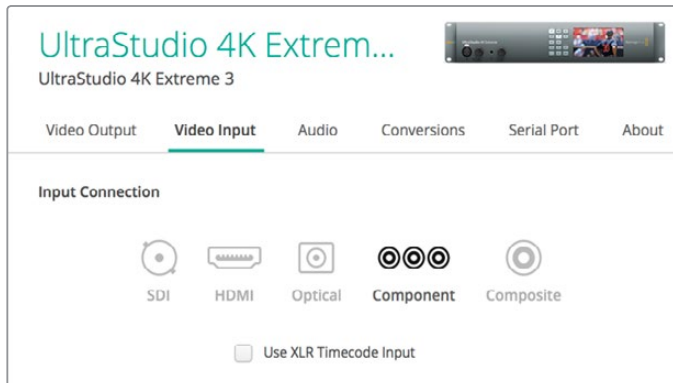 UltraStudio 4K Extrem...
UltraStudio 4K Extreme 3
Video Output Video Input Audio Conversions Serial Port About
Input Connection
SDI HDMI Optical Component Composite
Use XLR Timecode Input